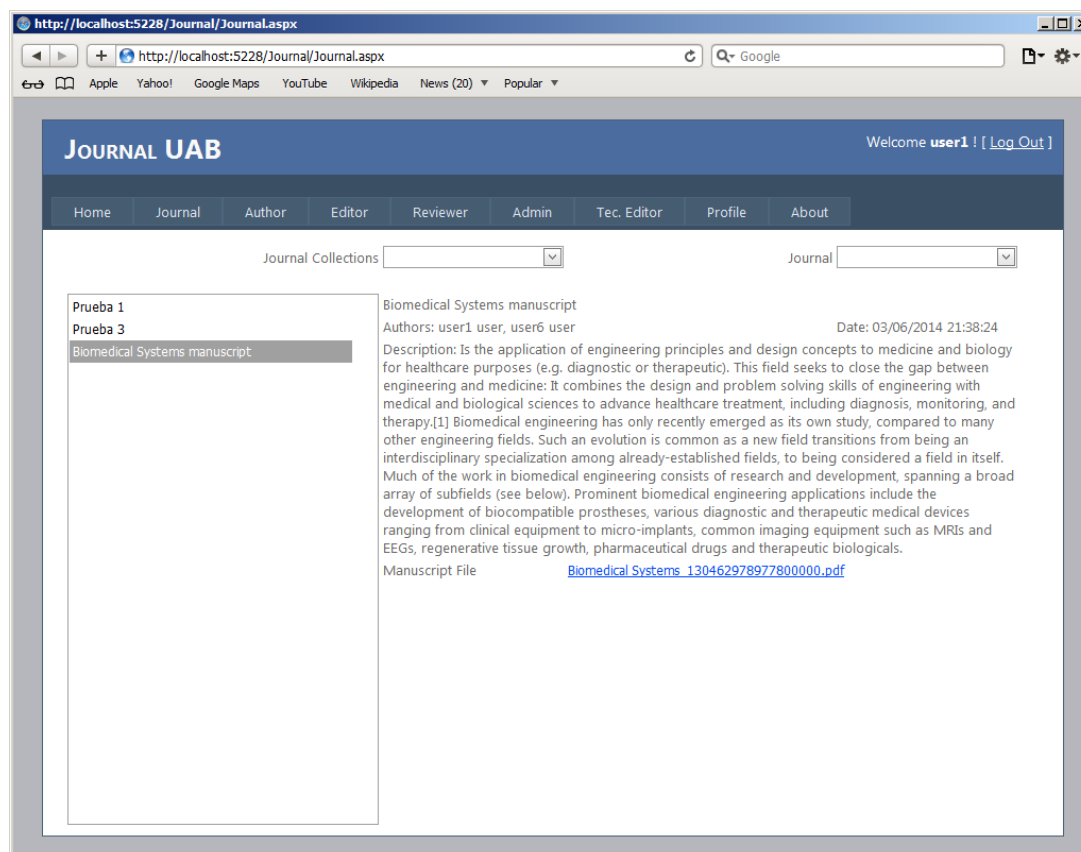 http://localhost:5228/Journal/Journal.aspx
http://localhost:5228/Journal/Journal.aspx
Google
Apple Yahoo! Google Maps YouTube Wikipedia News (20) Popular
JOURNAL UAB
Welcome user1 ! [ Log Out ]
Home Journal Author Editor Reviewer Admin Tec. Editor Profile About
Journal Collections Journal
Prueba 1
Prueba 3
Biomedical Systems manuscript
Biomedical Systems manuscript
Authors: user1 user, user6 user Date: 03/06/2014 21:38:24
Description: Is the application of engineering principles and design concepts to medicine and biology
for healthcare purposes (e.g. diagnostic or therapeutic). This field seeks to close the gap between
engineering and medicine: It combines the design and problem solving skills of engineering with
medical and biological sciences to advance healthcare treatment, including diagnosis, monitoring, and
therapy.[1] Biomedical engineering has only recently emerged as its own study, compared to many
other engineering fields. Such an evolution is common as a new field transitions from being an
interdisciplinary specialization among already-established fields, to being considered a field in itself.
Much of the work in biomedical engineering consists of research and development, spanning a broad
array of subfields (see below). Prominent biomedical engineering applications include the
development of biocompatible prostheses, various diagnostic and therapeutic medical devices
ranging from clinical equipment to micro-implants, common imaging equipment such as MRIs and
EEGs, regenerative tissue growth, pharmaceutical drugs and therapeutic biologicals.
Manuscript File Biomedical Systems_130462978977800000.pdf